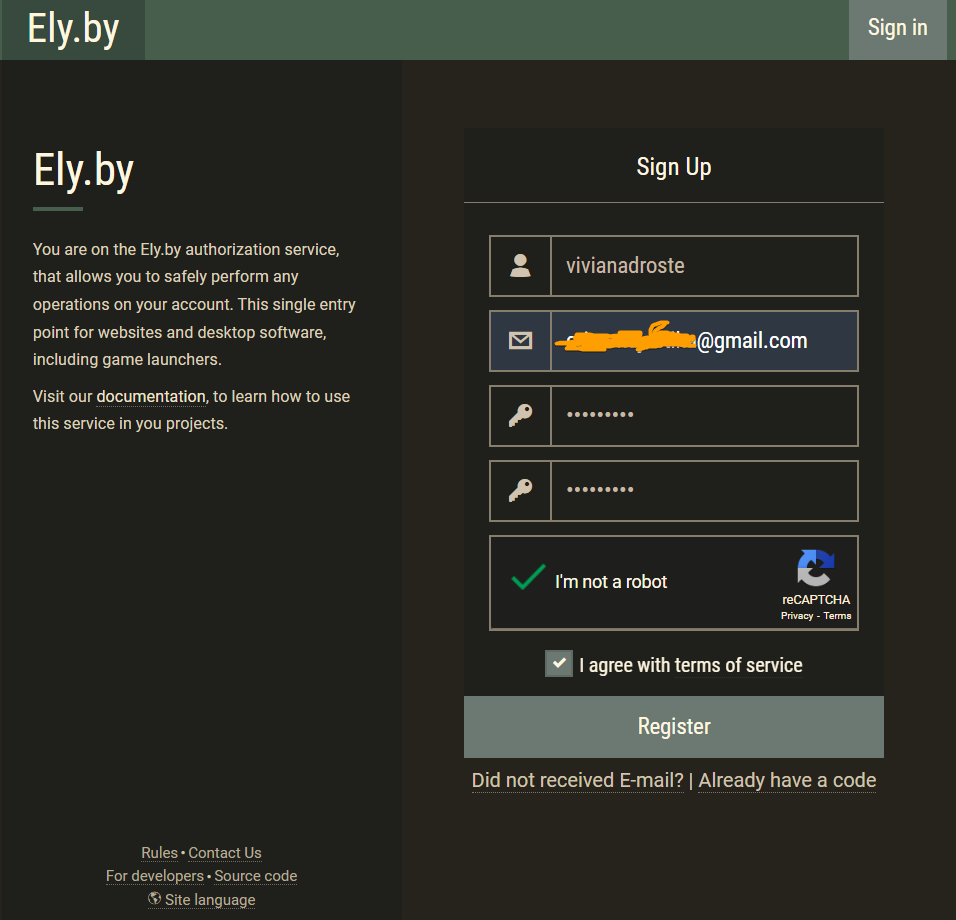 Ely.by
Sign in
Ely.by
You are on the Ely.by authorization service,
that allows you to safely perform any
operations on your account. This single entry
point for websites and desktop software,
including game launchers.
Visit our documentation, to learn how to use
this service in you projects.
Sign Up
vivianadroste
@gmail.com
•••••••••
•••••••••
I'm not a robot
reCAPTCHA
Privacy - Terms
I agree with terms of service
Register
Did not received E-mail? | Already have a code
Rules • Contact Us
For developers • Source code
Site language